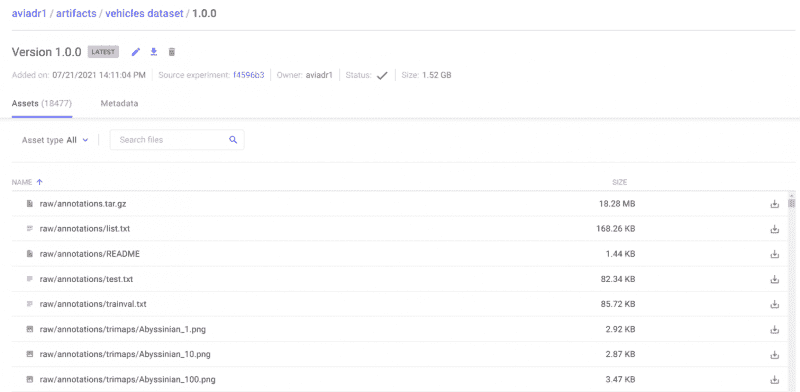 aviadr1 / artifacts / vehicles dataset / 1.0.0
Version 1.0.0 LATEST
Added on: 07/21/2021 14:11:04 PM Source experiment: f4596b3 Owner: aviadr1 Status: Size: 1.52 GB
Assets (18477) Metadata
Asset type All Search files
NAME SIZE
raw/annotations.tar.gz 18.28 MB
raw/annotations/list.txt 168.26 KB
raw/annotations/README 1.44 KB
raw/annotations/test.txt 82.34 KB
raw/annotations/trainval.txt 85.72 KB
raw/annotations/trimaps/Abyssinian_1.png 2.92 KB
raw/annotations/trimaps/Abyssinian_10.png 2.87 KB
raw/annotations/trimaps/Abyssinian_100.png 3.47 KB